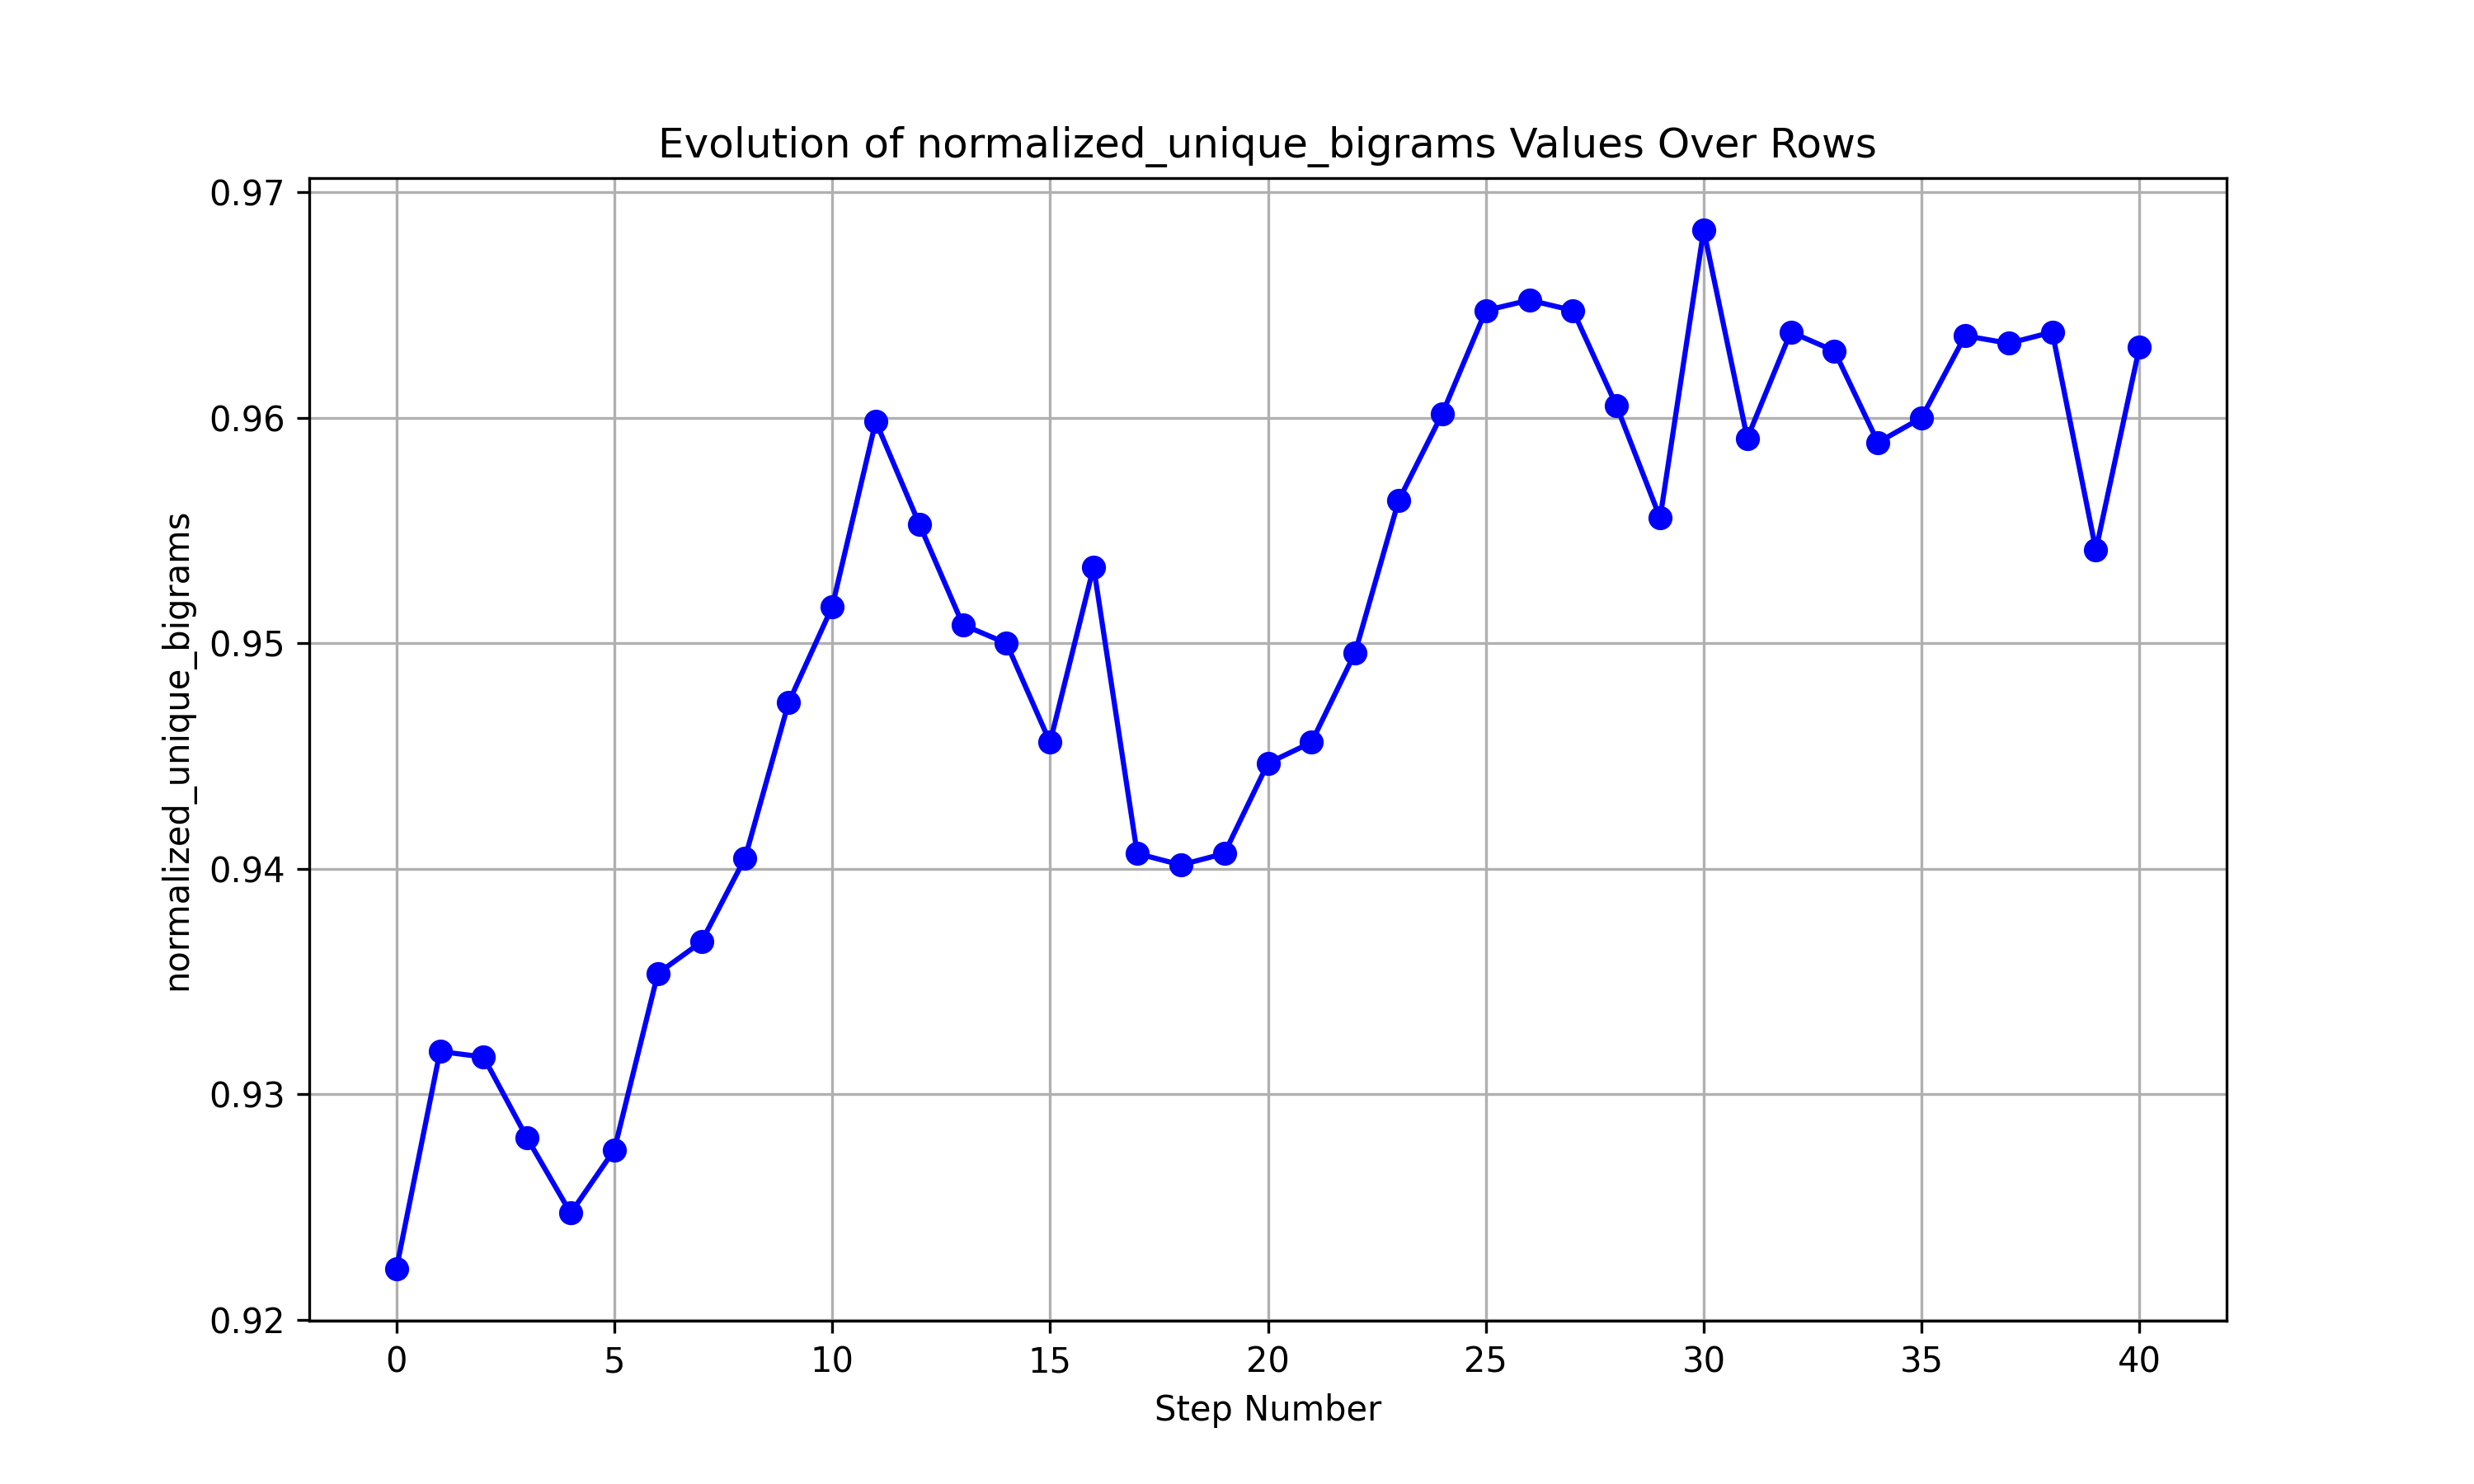 Evolution of normalized_unique_bigrams Values Over Rows
normalized_unique_bigrams
0.97
0.96
0.95
0.94
0.93
0.92
0 5 10 15 20 25 30 35 40
Step Number